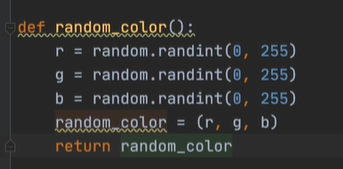 def random_color():
    r = random.randint(0, 255)
    g = random.randint(0, 255)
    b = random.randint(0, 255)
    random_color = (r, g, b)
    return random_color